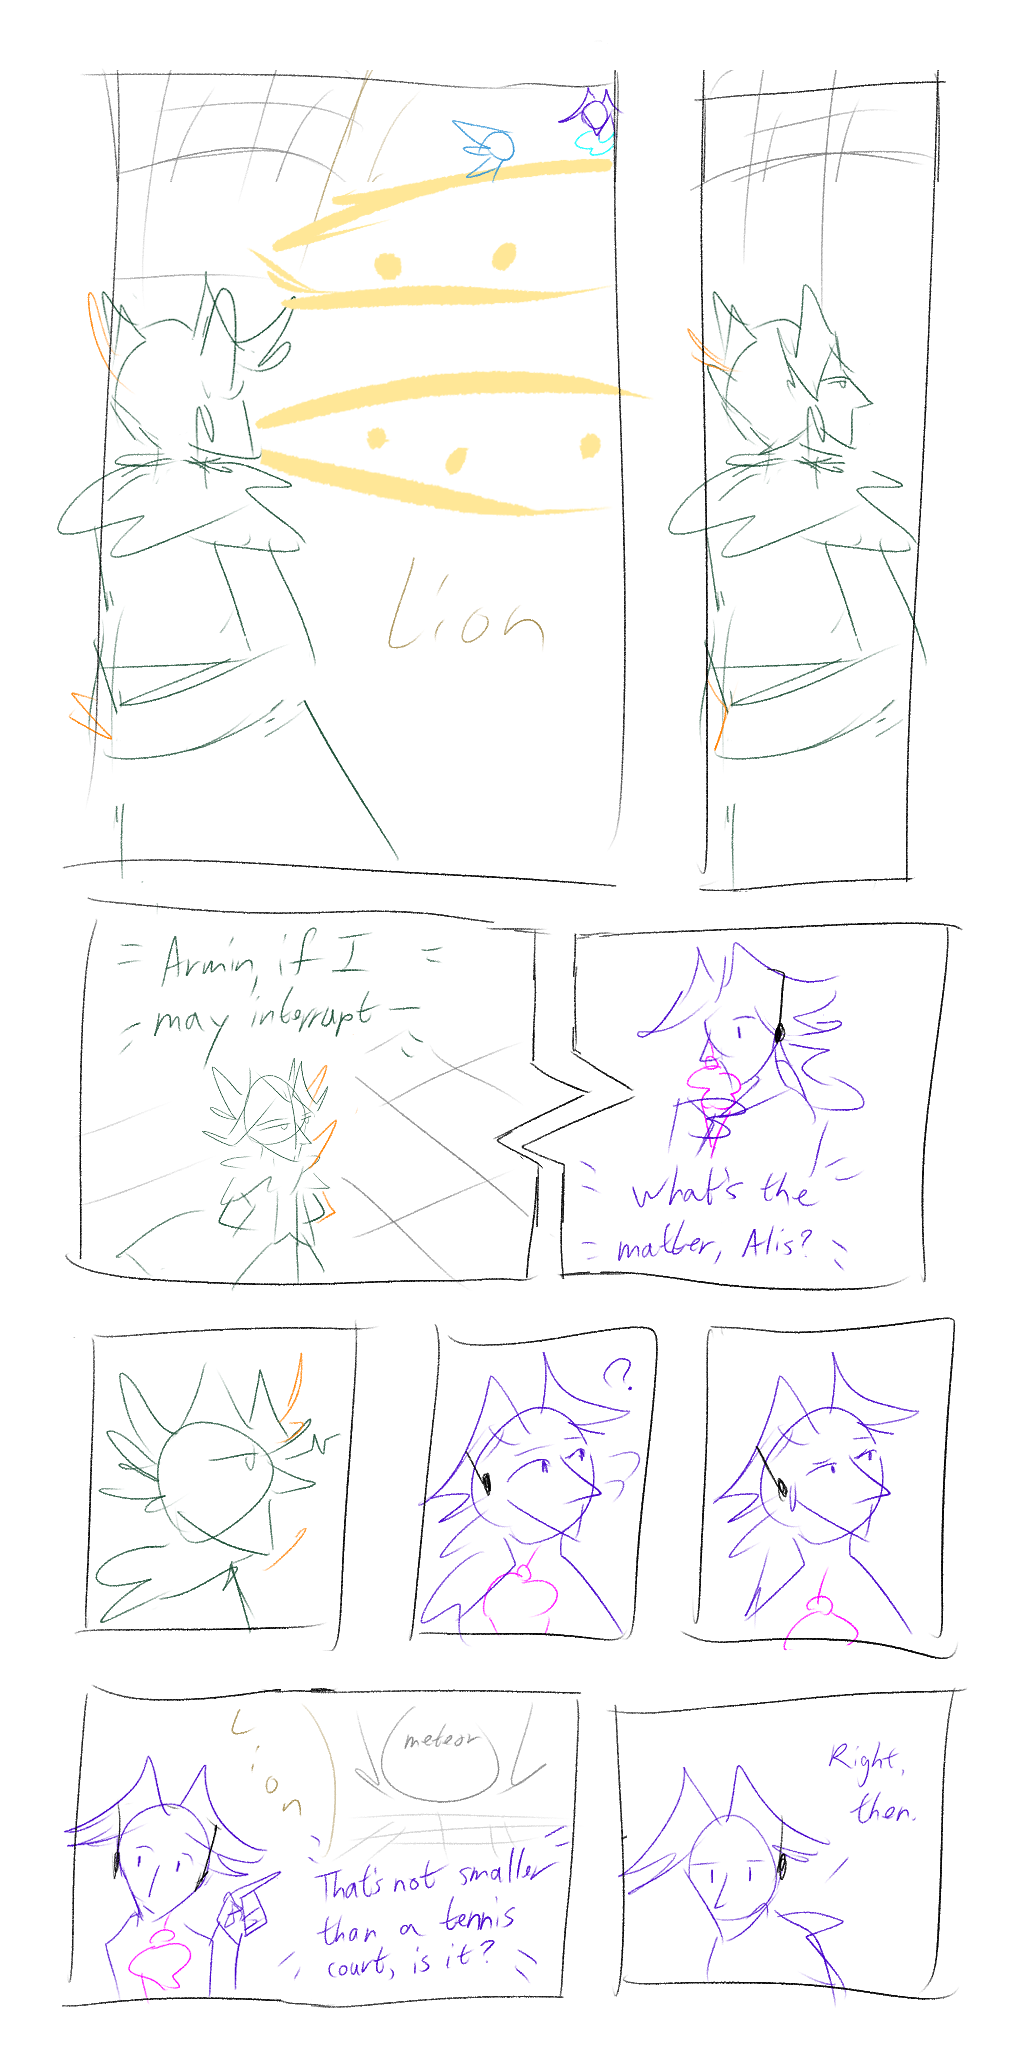 Lion
Armin, if I
may interrupt —
What's the
matter, Alis?
?
Lion
meteor
That's not smaller
than a tennis
court, is it?
Right,
then.